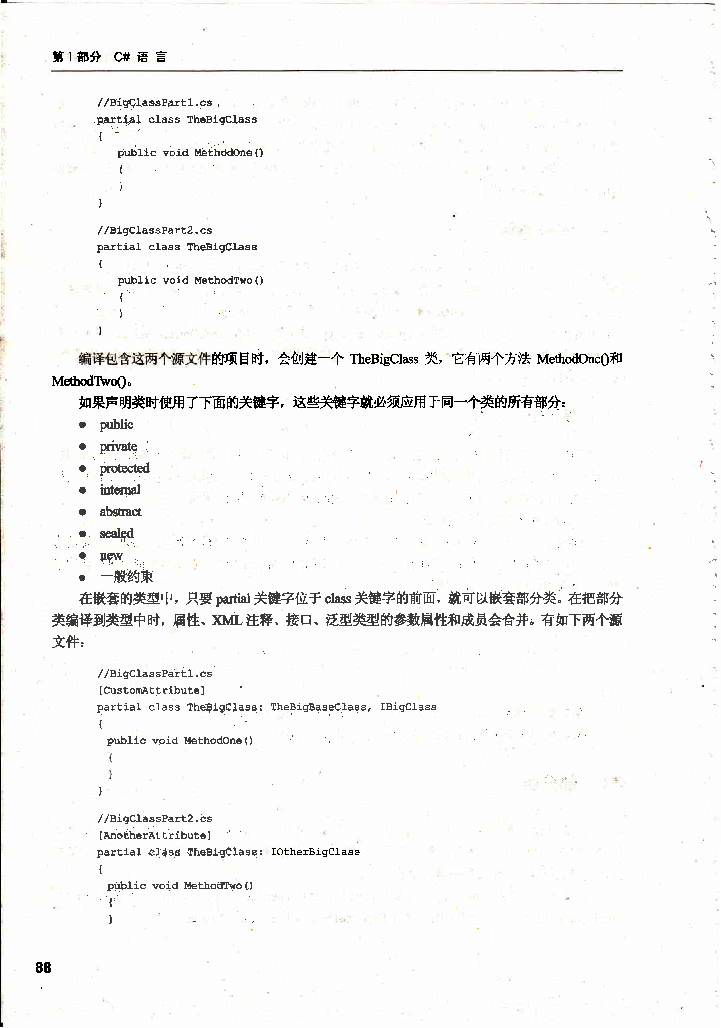 第1部分 C# 语 言
//BigClassPart1.cs
partial class TheBigClass
{
public void MethodOne()
{
}
}
//BigClassPart2.cs
partial class TheBigClass
{
public void MethodTwo()
{
}
}
编译包含这两个源文件的项目时，会创建一个 TheBigClass 类，它有两个方法 MethodOne()和
MethodTwo()。
如果声明类时使用了下面的关键字，这些关键字就必须应用于同一个类的所有部分：
● public
● private
● protected
● internal
● abstract
● sealed
● new
● 一般约束
在嵌套的类型中，只要 partial 关键字位于 class 关键字的前面，就可以嵌套部分类。在把部分
类编译到类型中时，属性、XML 注释、接口、泛型类型的参数属性和成员会合并。有如下两个源
文件：
//BigClassPart1.cs
[CustomAttribute]
partial class TheBigClass: TheBigBaseClass, IBigClass
{
public void MethodOne()
{
}
}
//BigClassPart2.cs
[AnotherAttribute]
partial class TheBigClass: IOtherBigClass
{
public void MethodTwo()
{
}
88